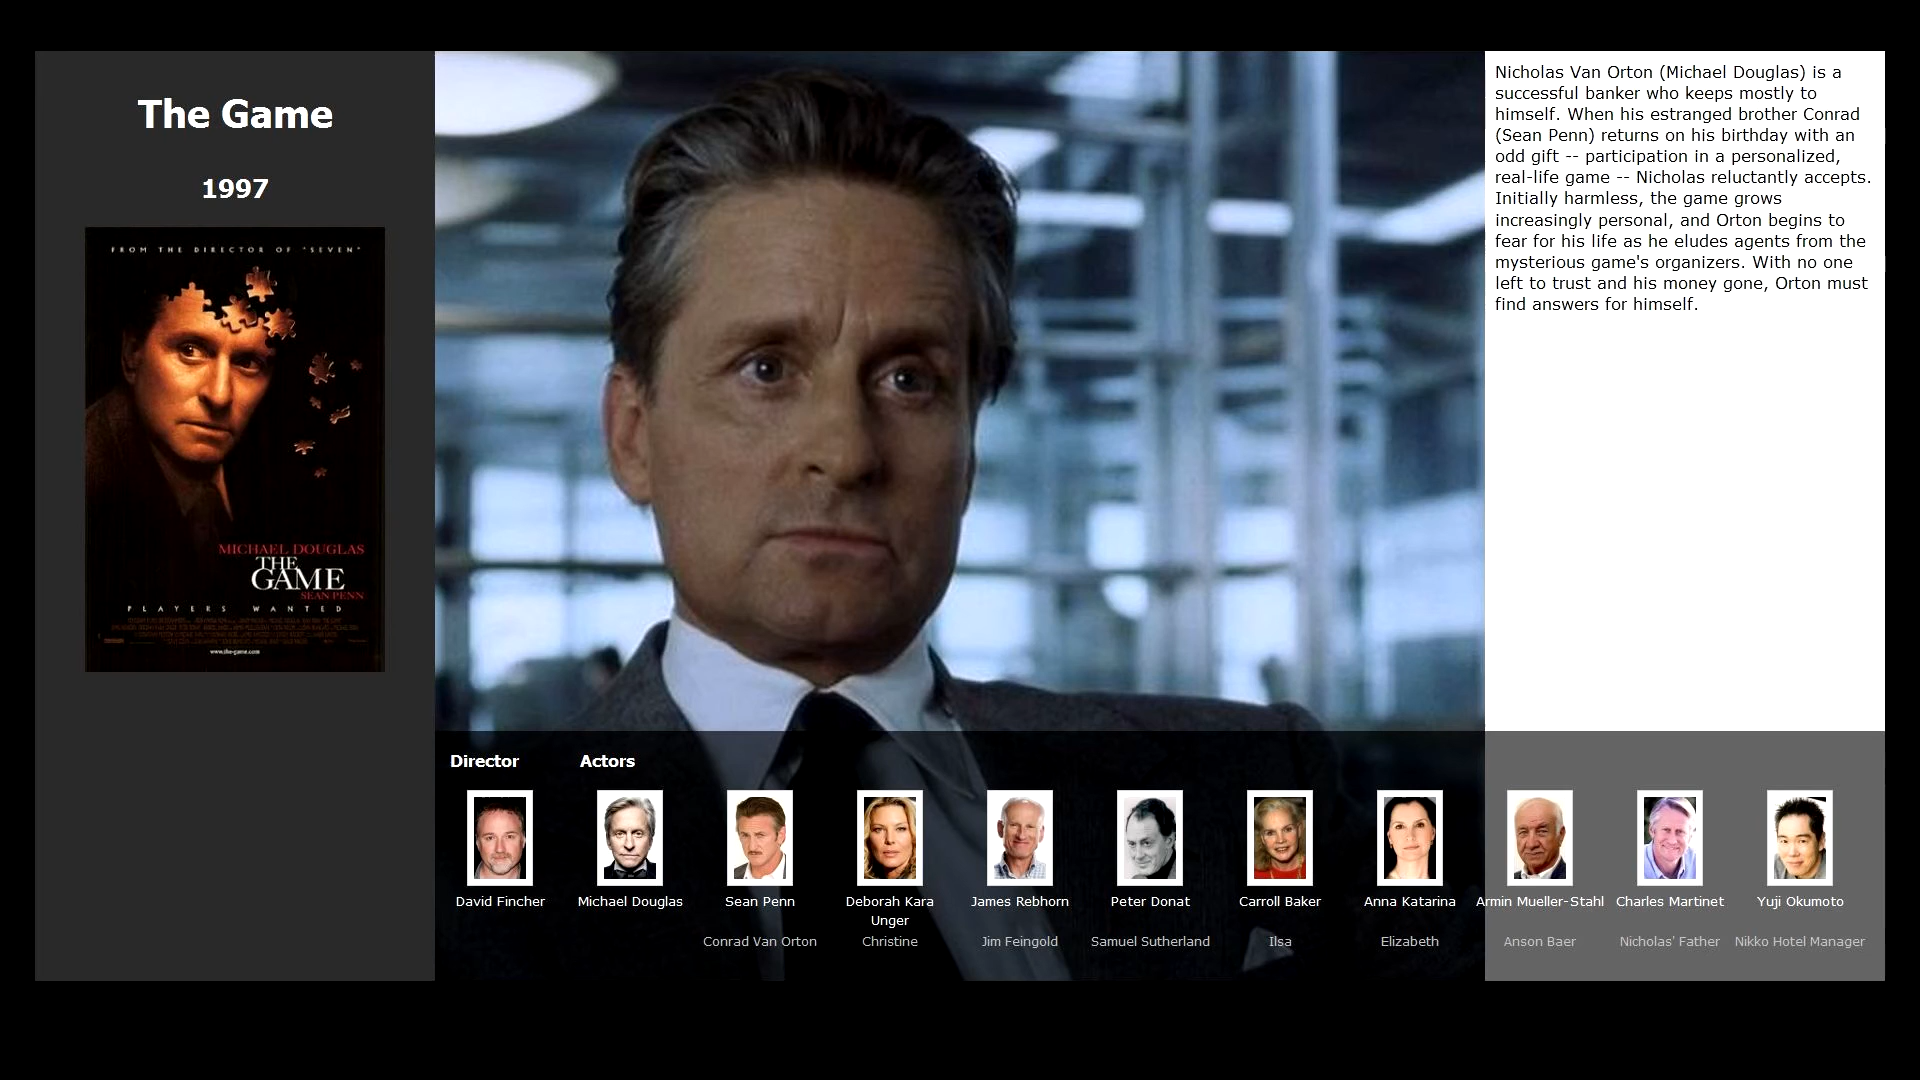 The Game
1997
FROM THE DIRECTOR OF "SEVEN"
MICHAEL DOUGLAS
THE
GAME
SEAN PENN
PLAYERS WANTED
www.the-game.com
Nicholas Van Orton (Michael Douglas) is a
successful banker who keeps mostly to
himself. When his estranged brother Conrad
(Sean Penn) returns on his birthday with an
odd gift -- participation in a personalized,
real-life game -- Nicholas reluctantly accepts.
Initially harmless, the game grows
increasingly personal, and Orton begins to
fear for his life as he eludes agents from the
mysterious game's organizers. With no one
left to trust and his money gone, Orton must
find answers for himself.
Director Actors
David Fincher Michael Douglas Sean Penn Deborah Kara Unger James Rebhorn Peter Donat Carroll Baker Anna Katarina Armin Mueller-Stahl Charles Martinet Yuji Okumoto
Conrad Van Orton Christine Jim Feingold Samuel Sutherland Ilsa Elizabeth Anson Baer Nicholas' Father Nikko Hotel Manager